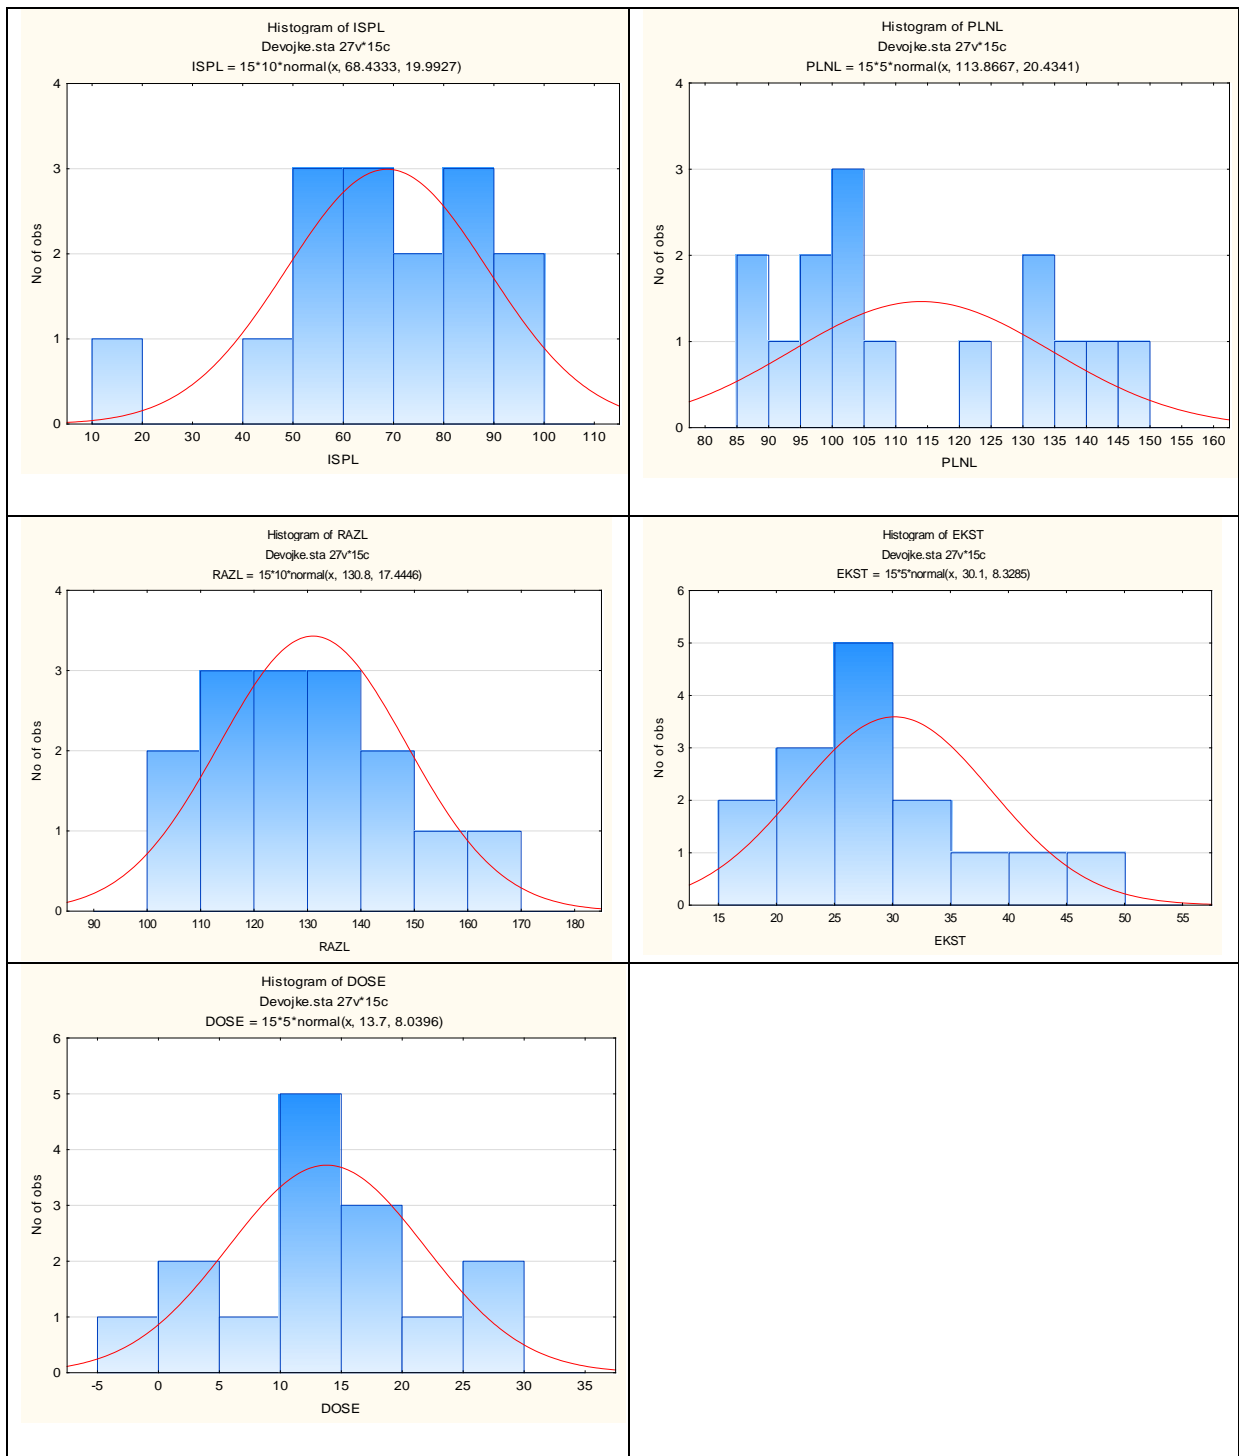 Histogram of ISPL
Devojke.sta 27v*15c
ISPL = 15*10*normal(x, 68.4333, 19.9927)
4
3
2
1
0
No of obs
10 20 30 40 50 60 70 80 90 100 110
ISPL
Histogram of PLNL
Devojke.sta 27v*15c
PLNL = 15*5*normal(x, 113.8667, 20.4341)
4
3
2
1
0
No of obs
80 85 90 95 100 105 110 115 120 125 130 135 140 145 150 155 160
PLNL
Histogram of RAZL
Devojke.sta 27v*15c
RAZL = 15*10*normal(x, 130.8, 17.4446)
4
3
2
1
0
No of obs
90 100 110 120 130 140 150 160 170 180
RAZL
Histogram of EKST
Devojke.sta 27v*15c
EKST = 15*5*normal(x, 30.1, 8.3285)
6
5
4
3
2
1
0
No of obs
15 20 25 30 35 40 45 50 55
EKST
Histogram of DOSE
Devojke.sta 27v*15c
DOSE = 15*5*normal(x, 13.7, 8.0396)
6
5
4
3
2
1
0
No of obs
-5 0 5 10 15 20 25 30 35
DOSE